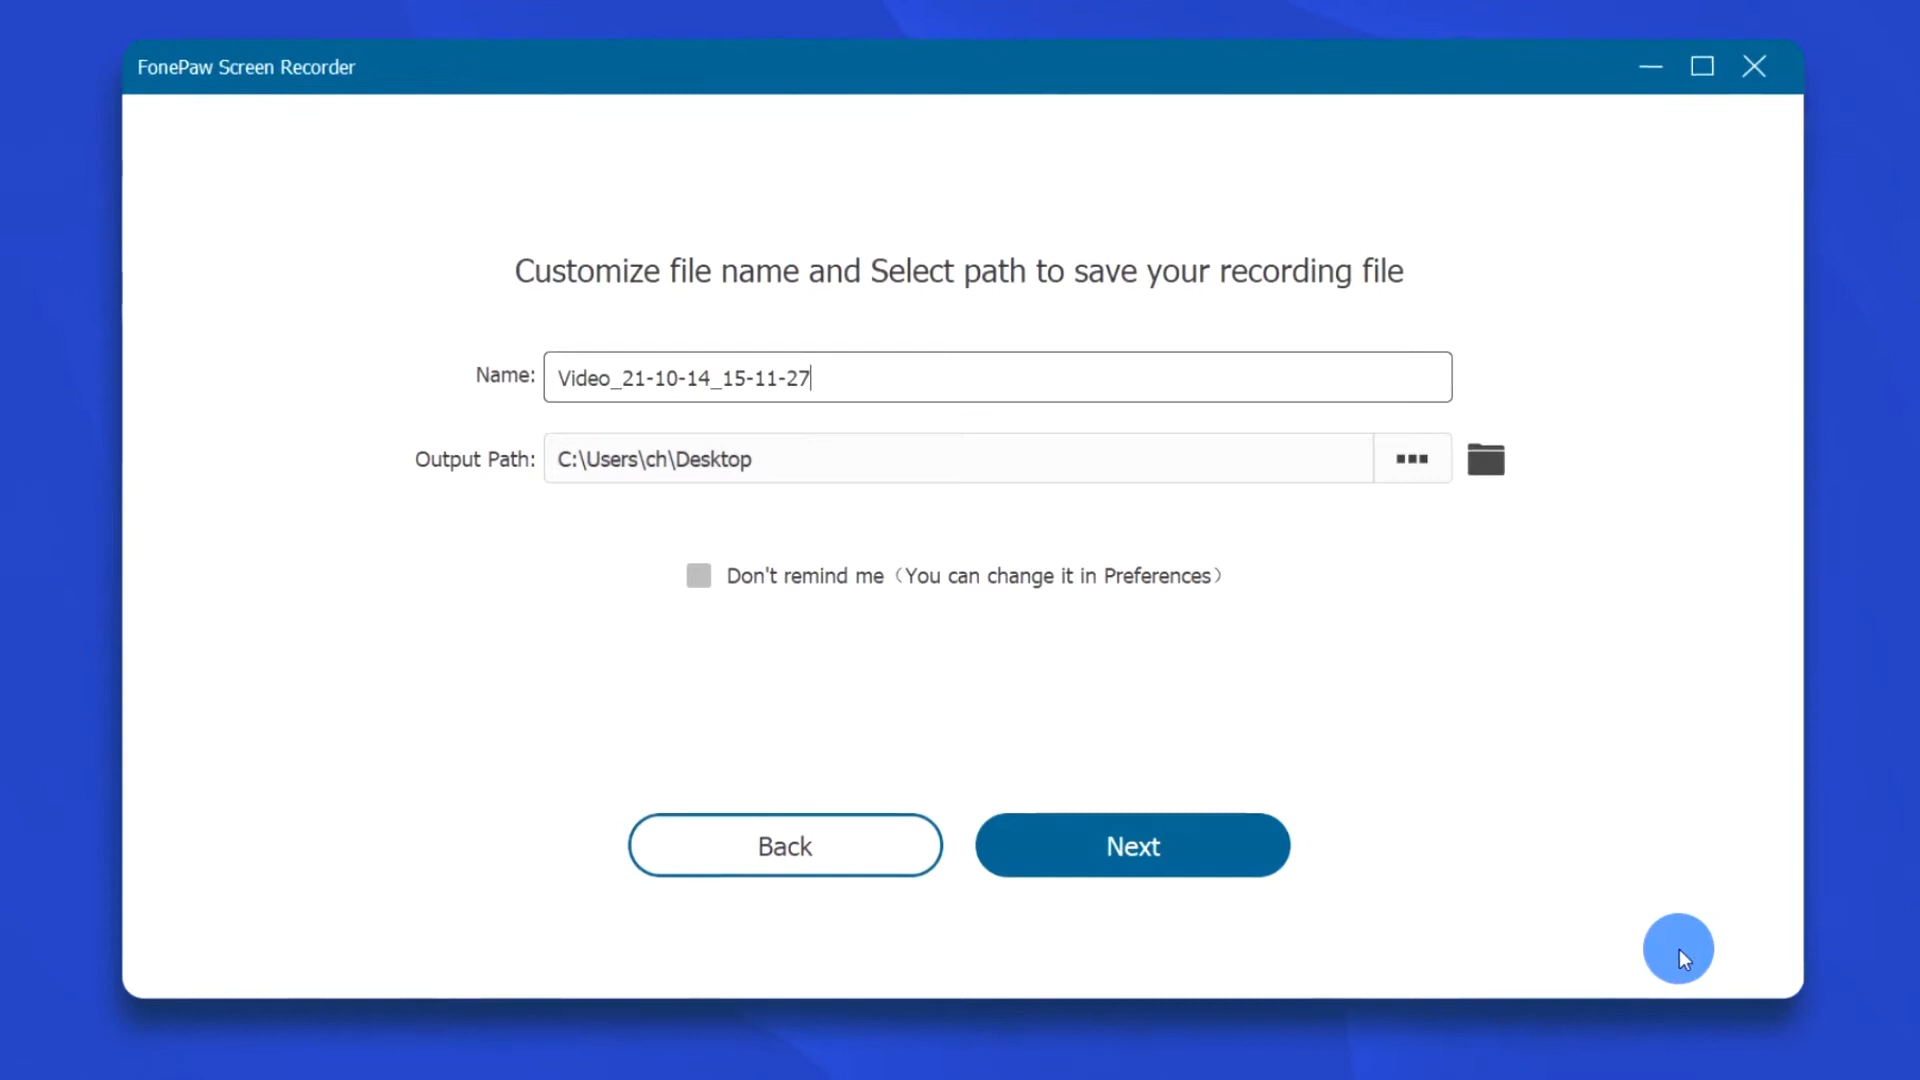 FonePaw Screen Recorder
Customize file name and Select path to save your recording file
Name: Video_21-10-14_15-11-27
Output Path: C:\Users\ch\Desktop
Don't remind me（You can change it in Preferences）
Back Next